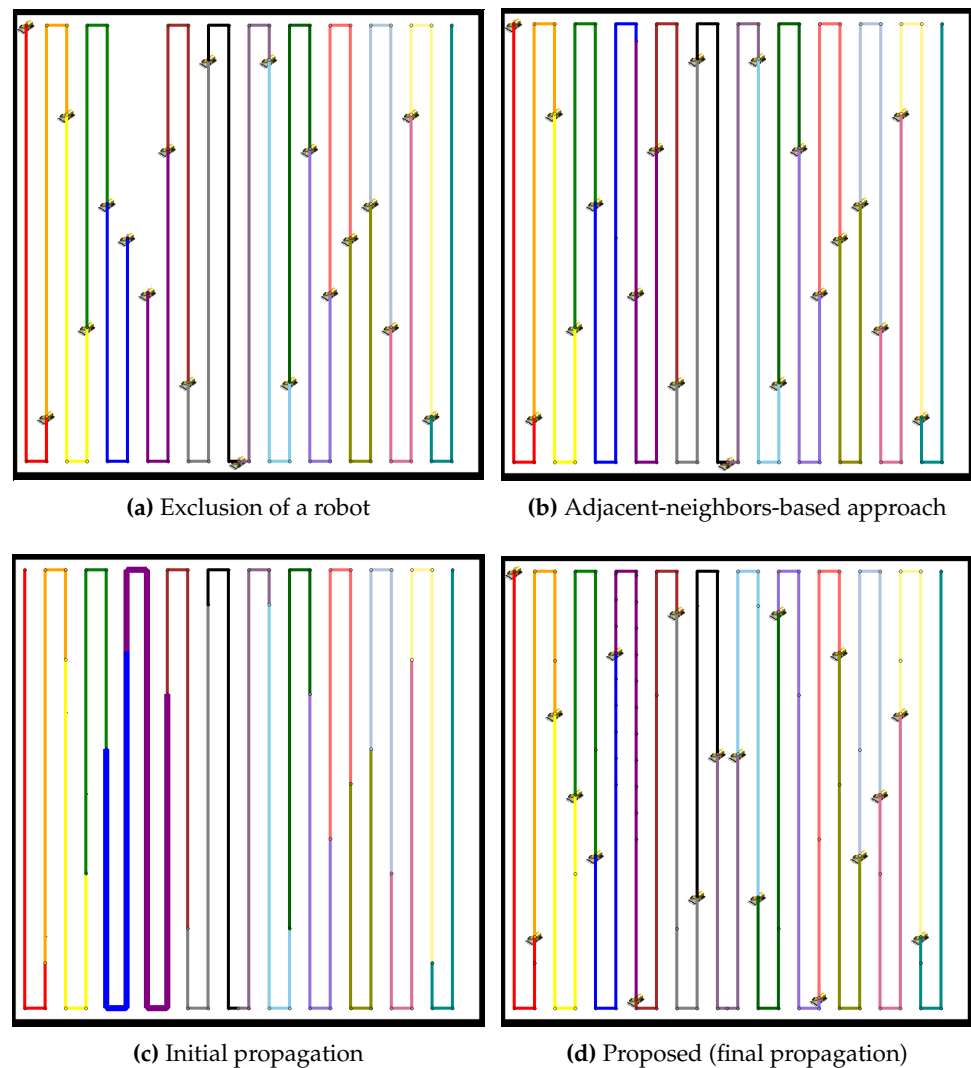 (a) Exclusion of a robot
(b) Adjacent-neighbors-based approach
(c) Initial propagation
(d) Proposed (final propagation)